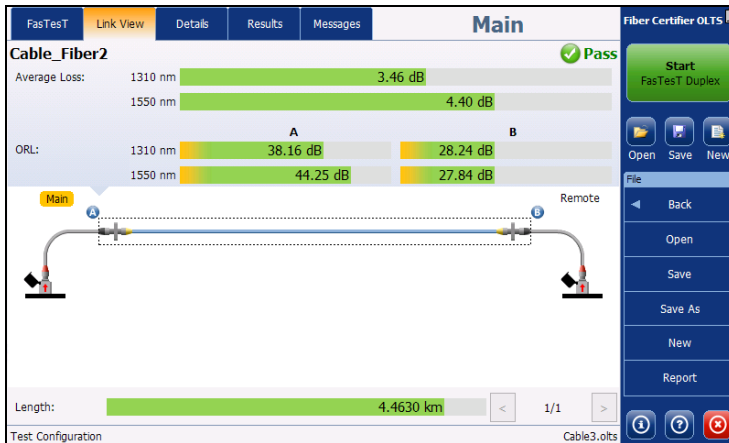 FasTesT
Link View
Details
Results
Messages
Main
Fiber Certifier OLTS
Cable_Fiber2
Pass
Start
FasTesT Duplex
Average Loss:
1310 nm
3.46 dB
1550 nm
4.40 dB
A
B
ORL:
1310 nm
38.16 dB
28.24 dB
1550 nm
44.25 dB
27.84 dB
Open
Save
New
File
Main
Remote
A
B
Back
Open
Save
Save As
New
Report
Length:
4.4630 km
<
1/1
>
Test Configuration
Cable3.olts